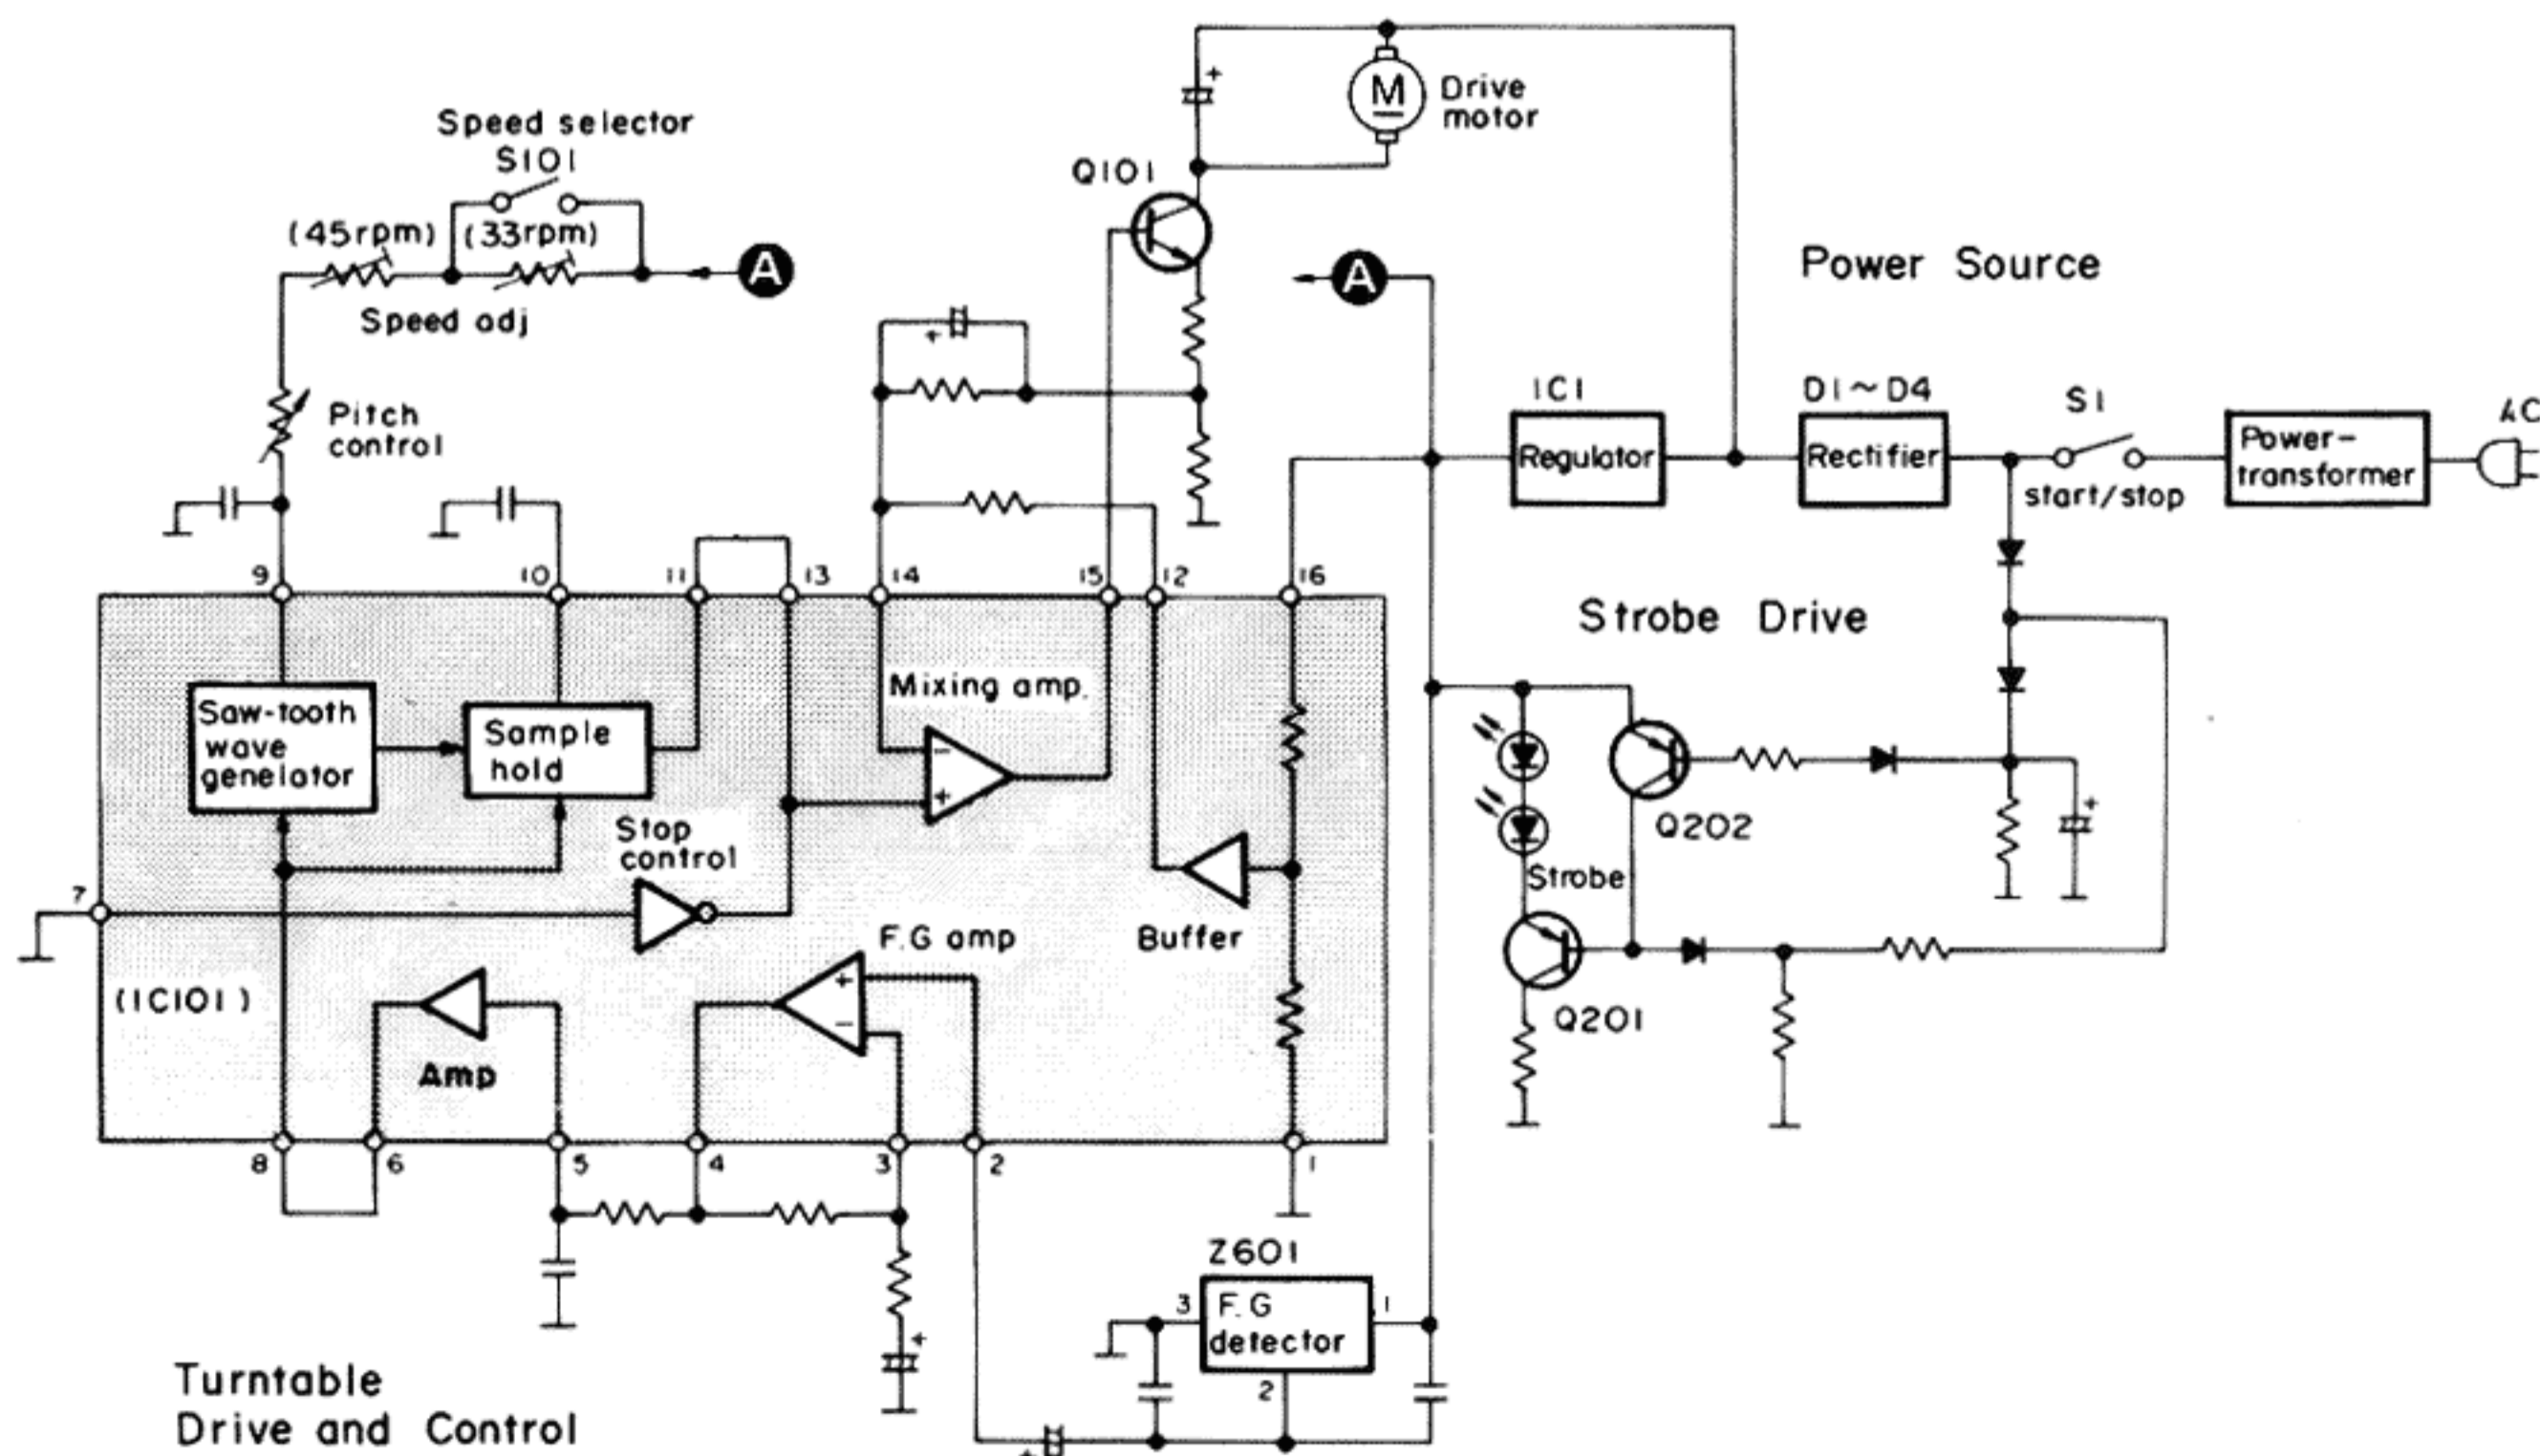 Speed selector
S101
(45rpm) (33rpm)
A
Speed adj
Pitch
control
Q101
M
Drive
motor
A
Power Source
IC1
Regulator
D1~D4
Rectifier
S1
start/stop
Power-
transformer
AC
9
10
11
13
14
15
12
16
Saw-tooth
wave
genelator
Sample
hold
Mixing amp.
−
+
Stop
control
7
(IC101)
Amp
F.G amp
+
−
Buffer
Strobe Drive
Q202
Strobe
Q201
8
6
5
4
3
2
1
Z601
3
F.G
detector
1
2
+
+
+
+
+
Turntable
Drive and Control